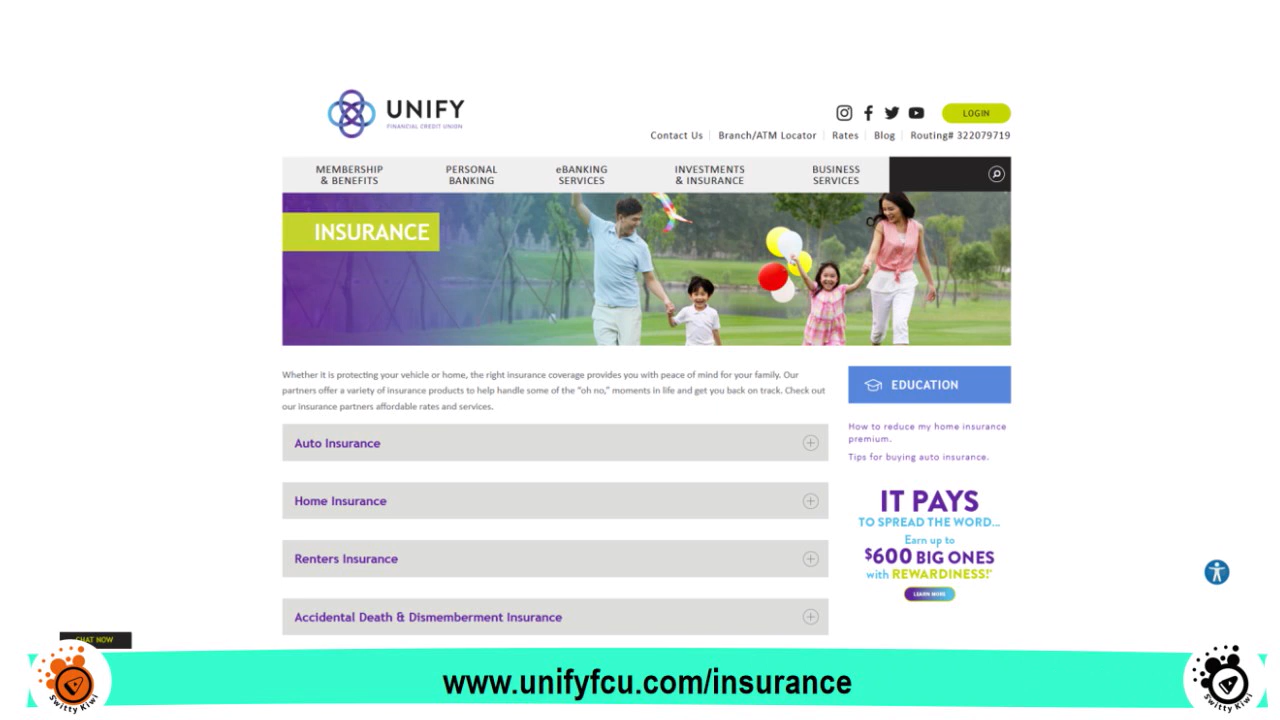 UNIFY
FINANCIAL CREDIT UNION
LOGIN
Contact Us
Branch/ATM Locator
Rates
Blog
Routing# 322079719
MEMBERSHIP
& BENEFITS
PERSONAL
BANKING
eBANKING
SERVICES
INVESTMENTS
& INSURANCE
BUSINESS
SERVICES
INSURANCE
Whether it is protecting your vehicle or home, the right insurance coverage provides you with peace of mind for your family. Our
partners offer a variety of insurance products to help handle some of the “oh no,” moments in life and get you back on track. Check out
our insurance partners affordable rates and services.
Auto Insurance
Home Insurance
Renters Insurance
Accidental Death & Dismemberment Insurance
EDUCATION
How to reduce my home insurance
premium.
Tips for buying auto insurance.
IT PAYS
TO SPREAD THE WORD...
Earn up to
$600 BIG ONES
with REWARDINESS!*
LEARN MORE
CHAT NOW
Switty Kiwi
www.unifyfcu.com/insurance
Switty Kiwi